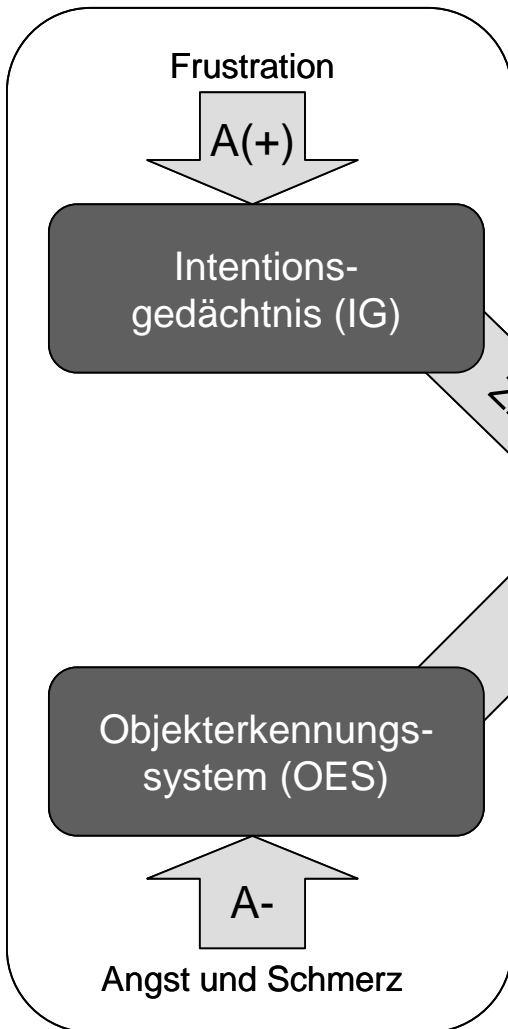 Frustration
A(+)
Intentions-
gedächtnis (IG)
Objekterkennungs-
system (OES)
A-
Angst und Schmerz